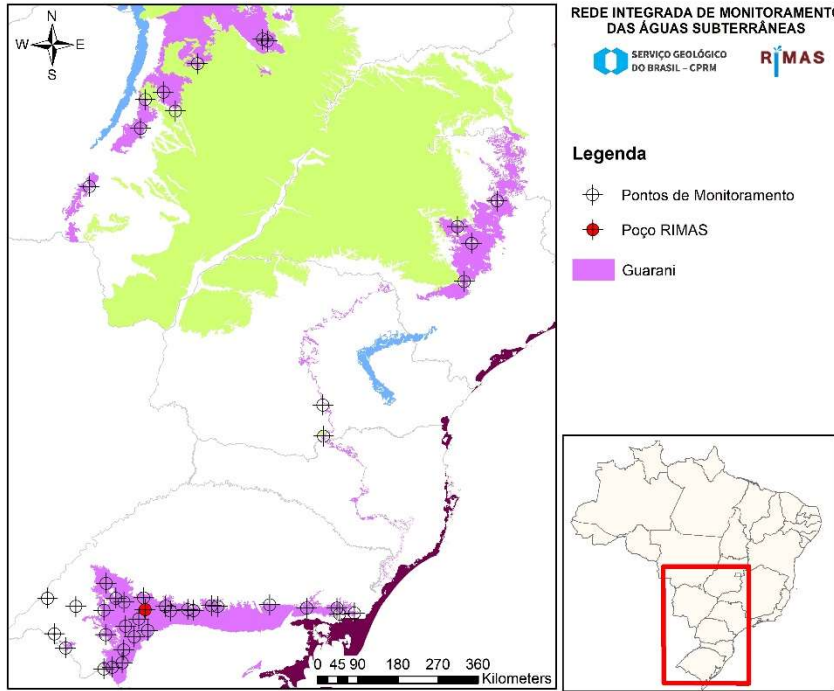 REDE INTEGRADA DE MONITORAMENTO
DAS ÁGUAS SUBTERRÂNEAS
SERVIÇO GEOLÓGICO
DO BRASIL – CPRM
RIMAS
Legenda
Pontos de Monitoramento
Poço RIMAS
Guarani
N
W E
S
0 45 90 180 270 360
Kilometers